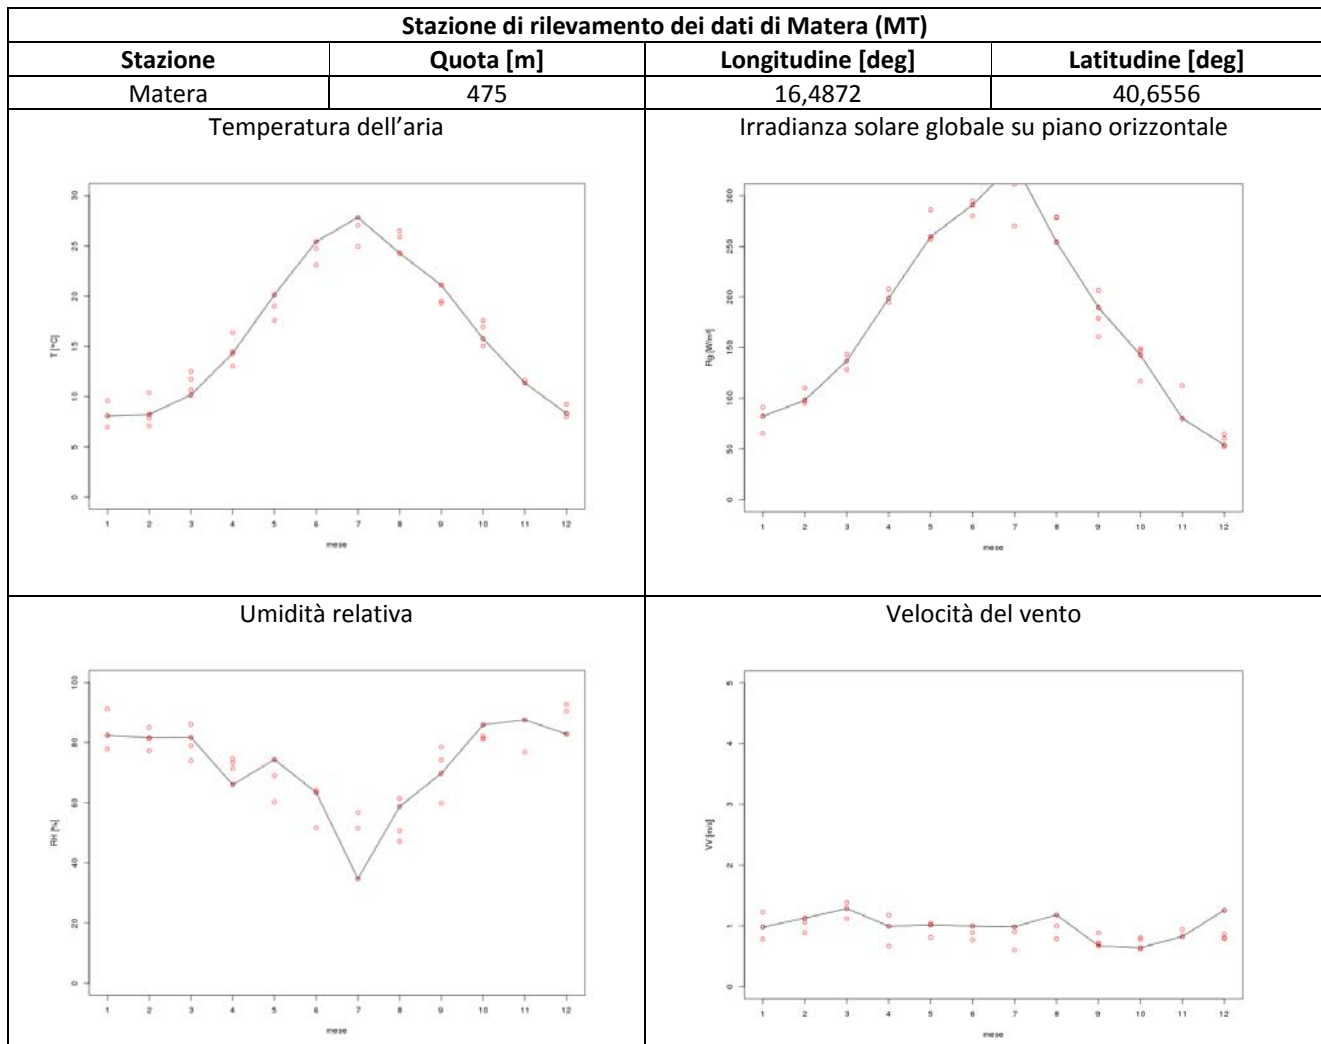 Stazione di rilevamento dei dati di Matera (MT)
Stazione Quota [m] Longitudine [deg] Latitudine [deg]
Matera 475 16,4872 40,6556
Temperatura dell'aria
30
25
20
15
10
5
0
T [°C]
1 2 3 4 5 6 7 8 9 10 11 12
mese
Irradianza solare globale su piano orizzontale
300
250
200
150
100
50
0
Rg [W/m²]
1 2 3 4 5 6 7 8 9 10 11 12
mese
Umidità relativa
100
80
60
40
20
0
RH [%]
1 2 3 4 5 6 7 8 9 10 11 12
mese
Velocità del vento
5
4
3
2
1
0
VV [m/s]
1 2 3 4 5 6 7 8 9 10 11 12
mese